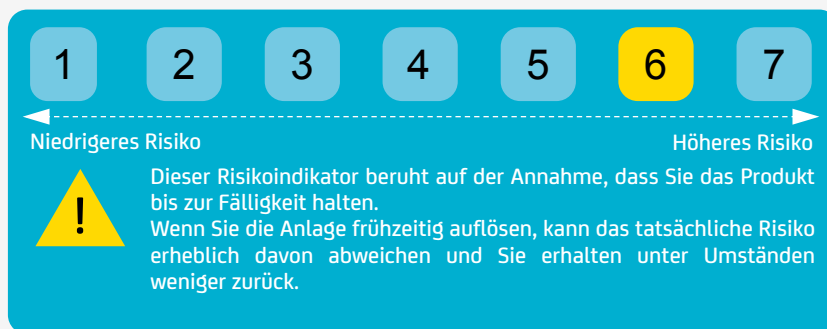 1 2 3 4 5 6 7
Niedrigeres Risiko Höheres Risiko
!
Dieser Risikoindikator beruht auf der Annahme, dass Sie das Produkt
bis zur Fälligkeit halten.
Wenn Sie die Anlage frühzeitig auflösen, kann das tatsächliche Risiko
erheblich davon abweichen und Sie erhalten unter Umständen
weniger zurück.